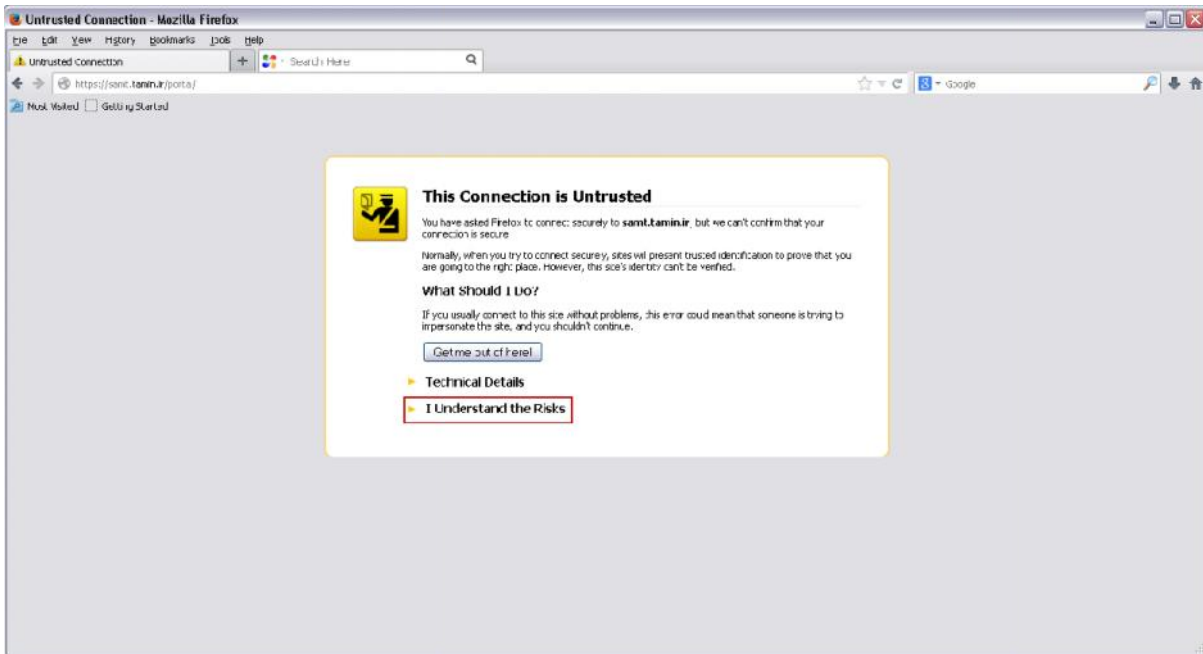 Untrusted Connection - Mozilla Firefox
File Edit View History Bookmarks Tools Help
Untrusted Connection + Search Here
https://samt.tamin.ir/portal/ Google
Most Visited Getting Started
This Connection is Untrusted
You have asked Firefox to connect securely to samt.tamin.ir, but we can't confirm that your
connection is secure.
Normally, when you try to connect securely, sites will present trusted identification to prove that you
are going to the right place. However, this site's identity can't be verified.
What Should I Do?
If you usually connect to this site without problems, this error could mean that someone is trying to
impersonate the site, and you shouldn't continue.
Get me out of here!
Technical Details
I Understand the Risks